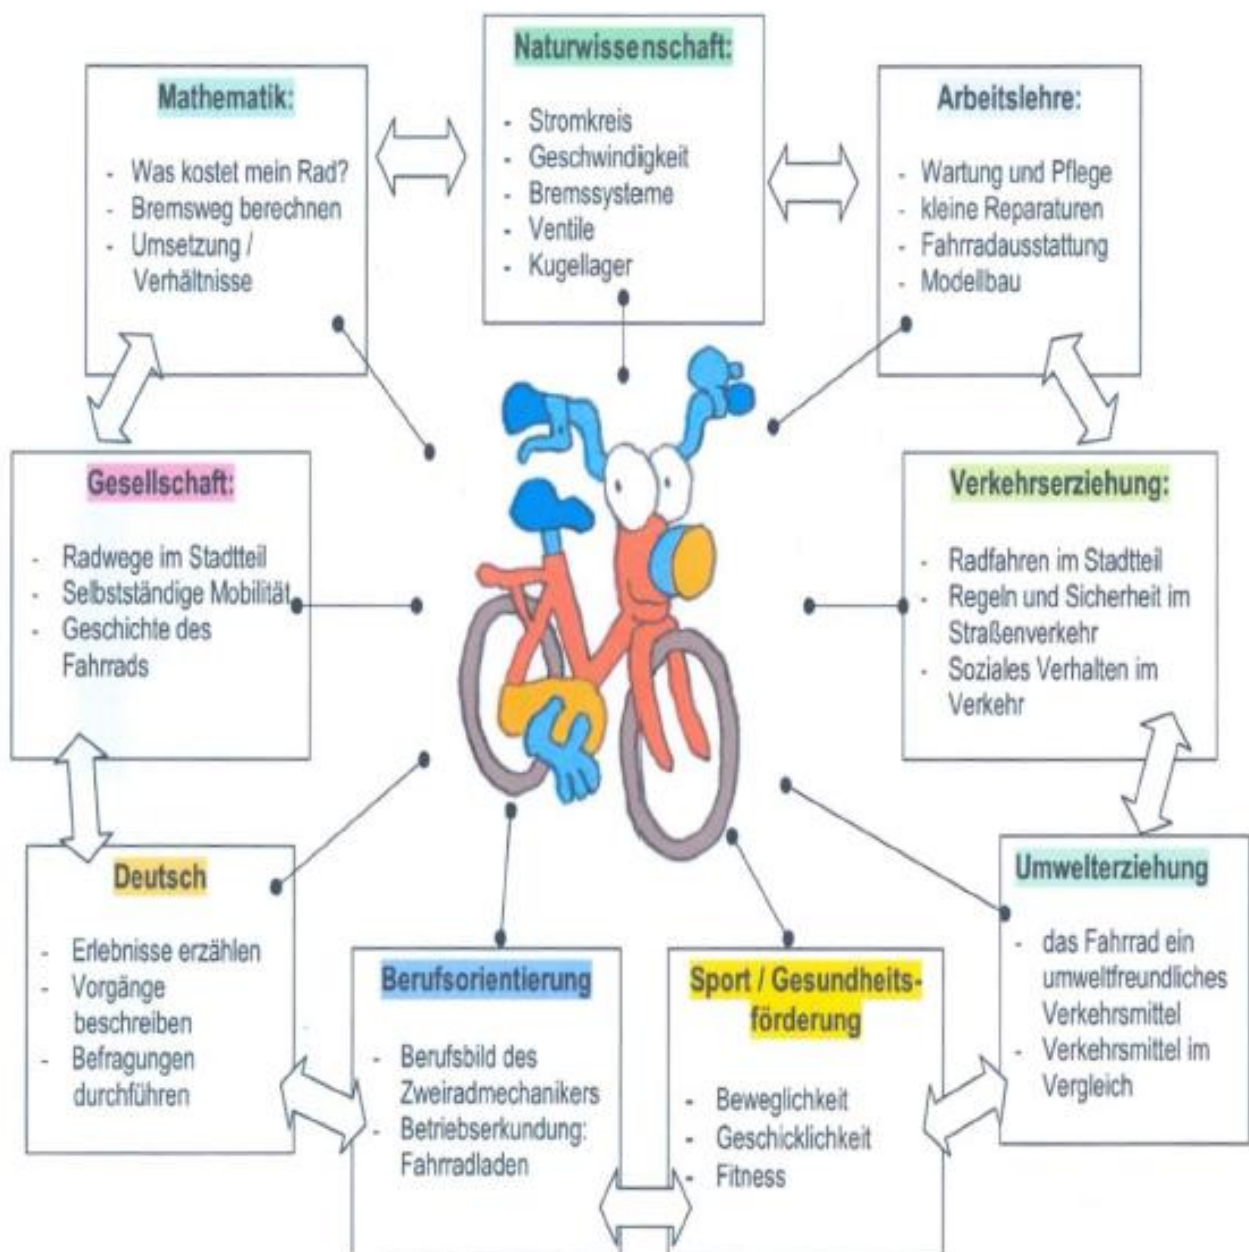 Naturwissenschaft:
- Stromkreis
- Geschwindigkeit
- Bremssysteme
- Ventile
- Kugellager
Mathematik:
- Was kostet mein Rad?
- Bremsweg berechnen
- Umsetzung /
Verhältnisse
Arbeitslehre:
- Wartung und Pflege
- kleine Reparaturen
- Fahrradausstattung
- Modellbau
Gesellschaft:
- Radwege im Stadtteil
- Selbstständige Mobilität
- Geschichte des
Fahrrads
Verkehrserziehung:
- Radfahren im Stadtteil
- Regeln und Sicherheit im
Straßenverkehr
- Soziales Verhalten im
Verkehr
Deutsch
- Erlebnisse erzählen
- Vorgänge
beschreiben
- Befragungen
durchführen
Berufsorientierung
- Berufsbild des
Zweiradmechanikers
- Betriebserkundung:
Fahrradladen
Sport / Gesundheits-
förderung
- Beweglichkeit
- Geschicklichkeit
- Fitness
Umwelterziehung
- das Fahrrad ein
umweltfreundliches
Verkehrsmittel
- Verkehrsmittel im
Vergleich